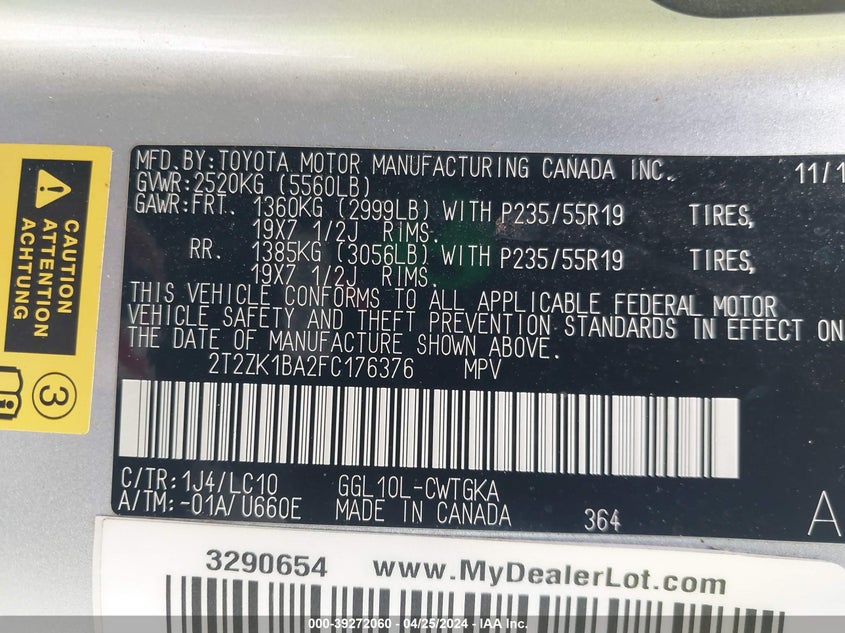 MFD.BY:TOYOTA MOTOR MANUFACTURING CANADA INC. 11/1
GVWR:2520KG (5560LB)
GAWR:FRT. 1360KG (2999LB) WITH P235/55R19 TIRES,
19X7 1/2J RIMS.
RR. 1385KG (3056LB) WITH P235/55R19 TIRES,
19X7 1/2J RIMS.
THIS VEHICLE CONFORMS TO ALL APPLICABLE FEDERAL MOTOR
VEHICLE SAFETY AND THEFT PREVENTION STANDARDS IN EFFECT ON
THE DATE OF MANUFACTURE SHOWN ABOVE.
2T2ZK1BA2FC176376 MPV
C/TR:1J4/LC10 GGL10L-CWTGKA
A/TM:-01A/U660E MADE IN CANADA 364 A
CAUTION
ATTENTION
ACHTUNG
3
3290654 www.MyDealerLot.com
000-39272060 - 04/25/2024 - IAA Inc.